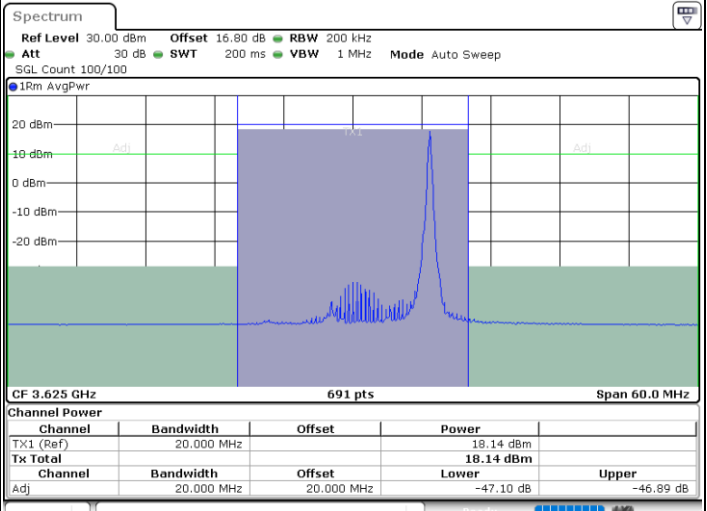 Spectrum
Ref Level 30.00 dBm Offset 16.80 dB RBW 200 kHz
Att 30 dB SWT 200 ms VBW 1 MHz Mode Auto Sweep
SGL Count 100/100
1Rm AvgPwr
20 dBm
TX1
Adj Adj
10 dBm
0 dBm
-10 dBm
-20 dBm
CF 3.625 GHz 691 pts Span 60.0 MHz
Channel Power
Channel Bandwidth Offset Power
TX1 (Ref) 20.000 MHz 18.14 dBm
Tx Total 18.14 dBm
Channel Bandwidth Offset Lower Upper
Adj 20.000 MHz 20.000 MHz -47.10 dB -46.89 dB